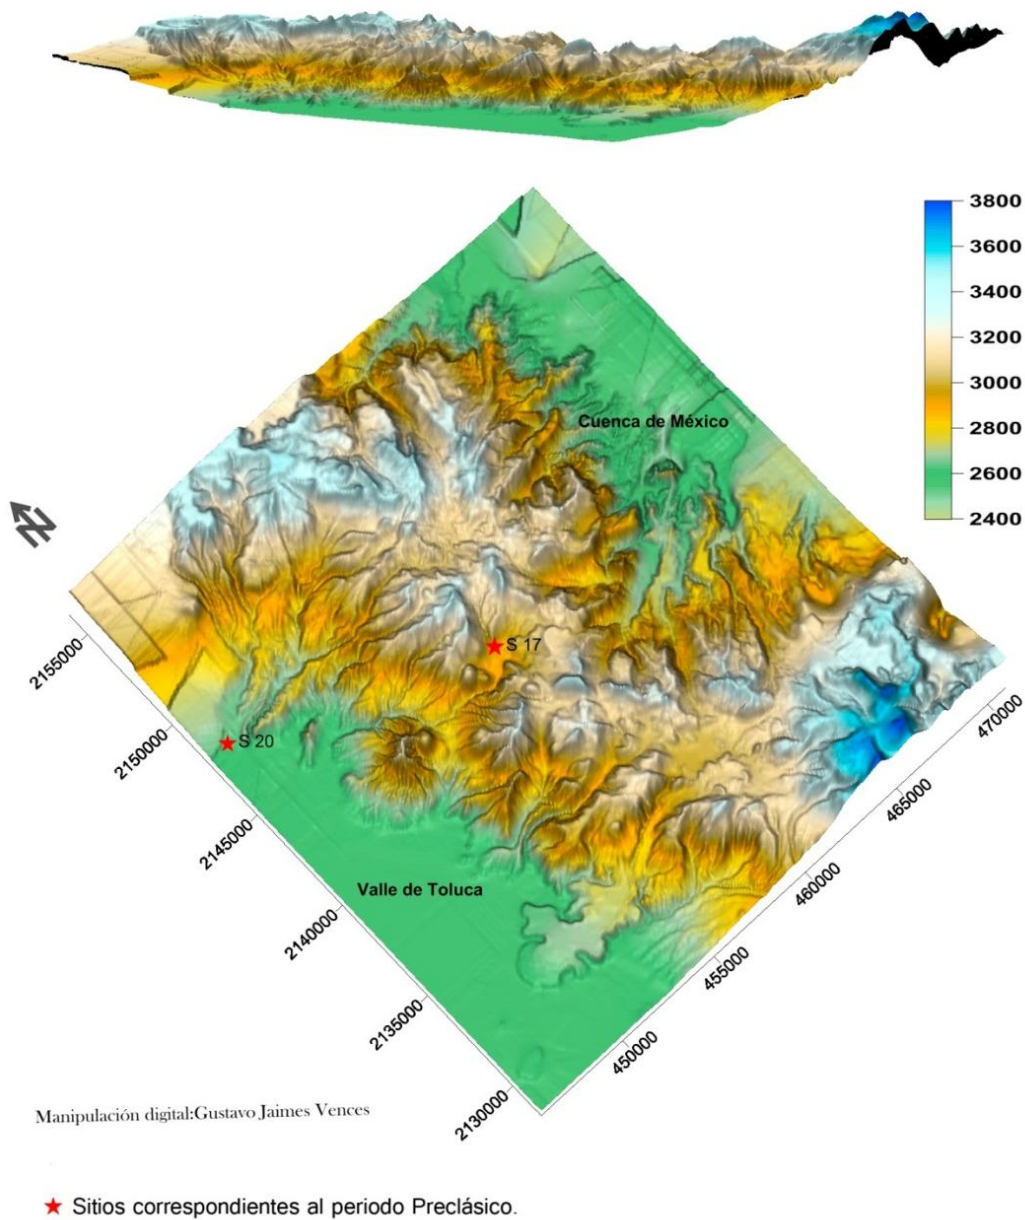 3800
3600
3400
3200
3000
2800
2600
2400
Cuenca de México
N
S 17
S 20
2155000
2150000
2145000
2140000
2135000
2130000
470000
465000
460000
455000
450000
Valle de Toluca
Manipulación digital:Gustavo Jaimes Vences
Sitios correspondientes al periodo Preclásico.